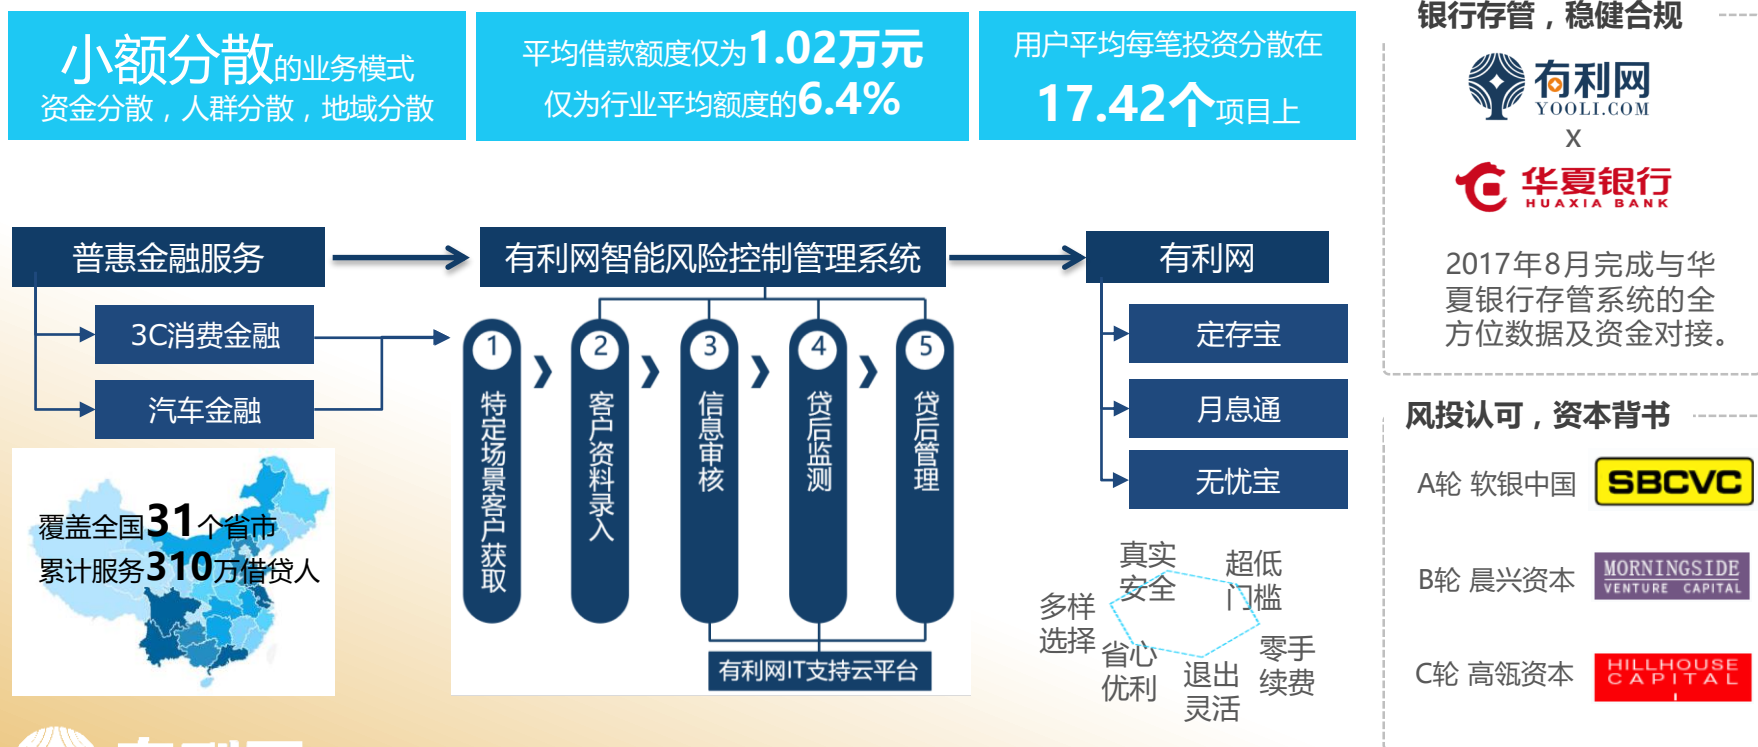 小额分散的业务模式
资金分散，人群分散，地域分散
平均借款额度仅为1.02万元
仅为行业平均额度的6.4%
用户平均每笔投资分散在
17.42个项目上
银行存管，稳健合规
有利网
YOOLI.COM
X
华夏银行
HUAXIA BANK
2017年8月完成与华
夏银行存管系统的全
方位数据及资金对接。
普惠金融服务
3C消费金融
汽车金融
覆盖全国31个省市
累计服务310万借贷人
有利网智能风险控制管理系统
1
特定场景客户获取
2
客户资料录入
3
信息审核
4
贷后监测
5
贷后管理
有利网IT支持云平台
有利网
定存宝
月息通
无忧宝
真实
安全
超低
门槛
多样
选择
省心
优利
退出
灵活
零手
续费
风投认可，资本背书
A轮 软银中国
SBCVC
B轮 晨兴资本
MORNINGSIDE
VENTURE CAPITAL
C轮 高瓴资本
HILLHOUSE
CAPITAL